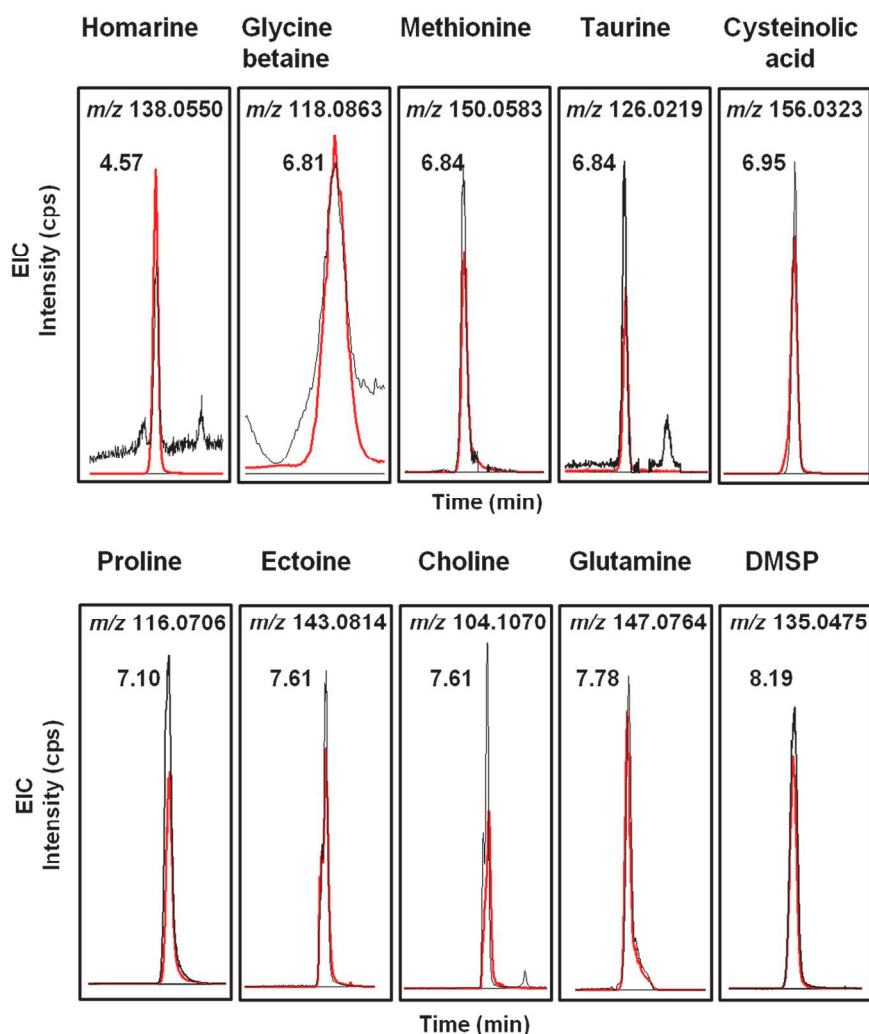 Homarine Glycine betaine Methionine Taurine Cysteinolic acid
m/z 138.0550 m/z 118.0863 m/z 150.0583 m/z 126.0219 m/z 156.0323
4.57 6.81 6.84 6.84 6.95
EIC
Intensity (cps)
Time (min)
Proline Ectoine Choline Glutamine DMSP
m/z 116.0706 m/z 143.0814 m/z 104.1070 m/z 147.0764 m/z 135.0475
7.10 7.61 7.61 7.78 8.19
EIC
Intensity (cps)
Time (min)